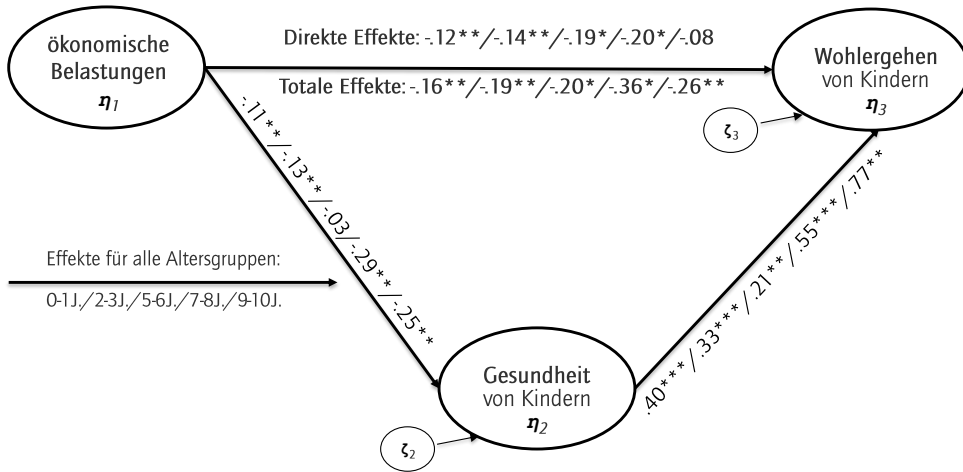 ökonomische
Belastungen
η1
Direkte Effekte: -.12**/-.14**/-.19*/-.20*/-.08
Totale Effekte: -.16**/-.19**/-.20*/-.36*/-.26**
Wohlergehen
von Kindern
η3
ζ3
-.11**/-.13**/-.03/-.29**/-.25**
.40***/.33***/.21**/.55***/.77**
Effekte für alle Altersgruppen:
0-1J./2-3J./5-6J./7-8J./9-10J.
Gesundheit
von Kindern
η2
ζ2